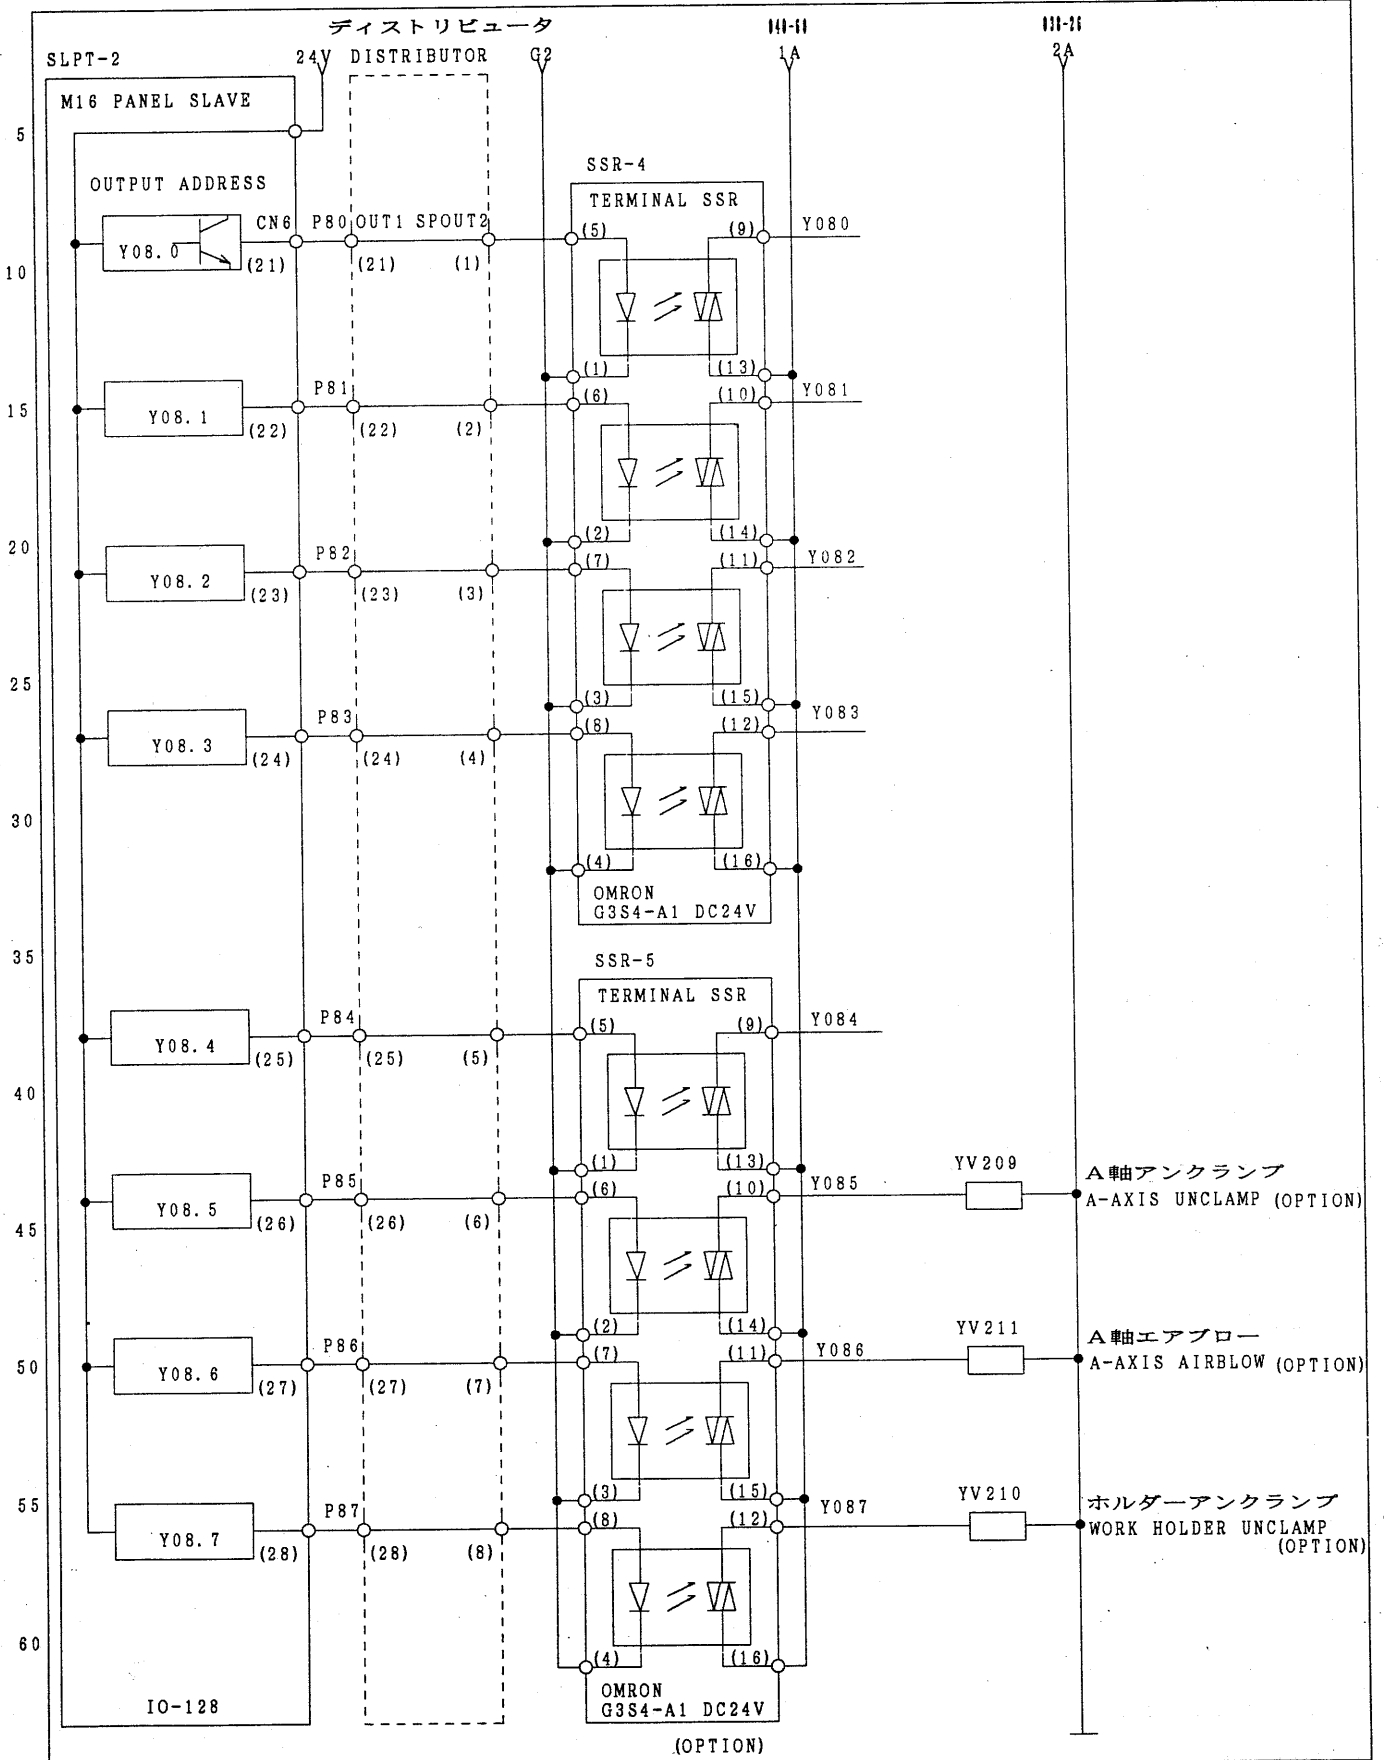 ディストリビュータ
SLPT-2 24V DISTRIBUTOR G2 1A 2A
M16 PANEL SLAVE
5
SSR-4
OUTPUT ADDRESS
TERMINAL SSR
CN6 P80 OUT1 SPOUT2 (5) (9) Y080
Y08.0
10 (21) (21) (1)
(1) (13)
P81 (6) (10) Y081
15 Y08.1 (22) (22) (2)
(2) (14)
20 P82 (7) (11) Y082
Y08.2 (23) (23) (3)
25
(3) (15)
P83 (8) (12) Y083
Y08.3 (24) (24) (4)
30
(4) (16)
OMRON
G3S4-A1 DC24V
35
SSR-5
TERMINAL SSR
P84 (5) (9) Y084
Y08.4 (25) (25) (5)
40
(1) (13) YV209 A軸アンクランプ
P85 (6) (10) Y085 A-AXIS UNCLAMP (OPTION)
45 Y08.5 (26) (26) (6)
(2) (14) YV211 A軸エアブロー
P86 (7) (11) Y086 A-AXIS AIRBLOW (OPTION)
50 Y08.6 (27) (27) (7)
55 (3) (15) YV210 ホルダーアンクランプ
P87 (8) (12) Y087 WORK HOLDER UNCLAMP
(OPTION)
Y08.7 (28) (28) (8)
60
(4) (16)
OMRON
IO-128 G3S4-A1 DC24V
(OPTION)